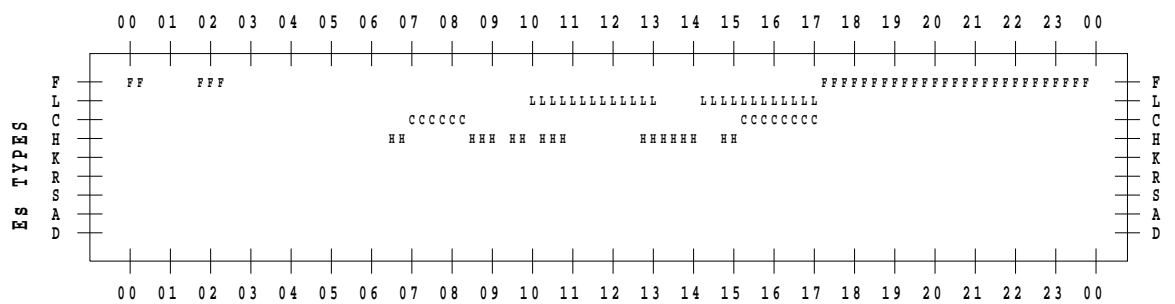 00 01 02 03 04 05 06 07 08 09 10 11 12 13 14 15 16 17 18 19 20 21 22 23 00
F FF FFF FFFFFFFFFFFFFFFFFFFFFFFFFFF F
L LLLLLLLLLLLLL LLLLLLLLLLLL L
C CCCCCC CCCCCCCC C
H HH HHH HH HHH HHHHHH HH H
K K
R R
S S
A A
D D
Es TYPES
00 01 02 03 04 05 06 07 08 09 10 11 12 13 14 15 16 17 18 19 20 21 22 23 00